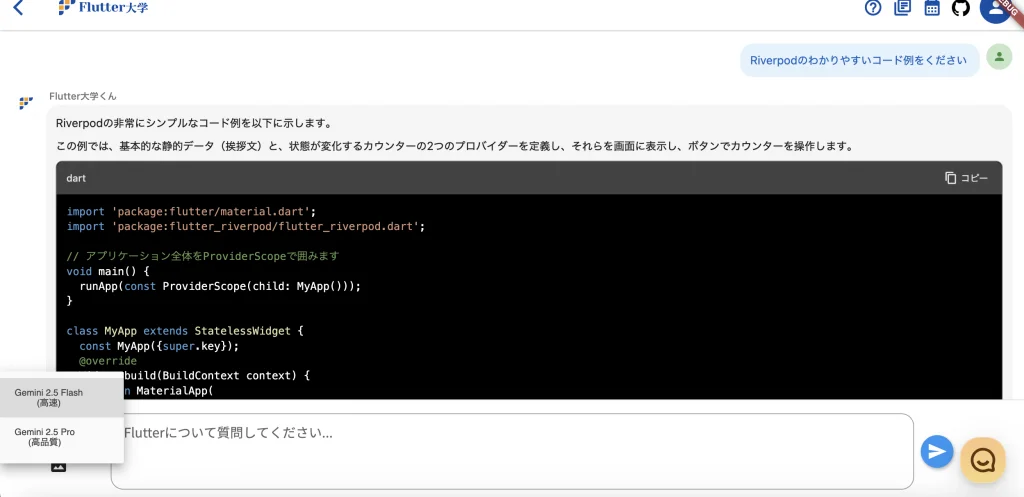 Flutter大学
BUG
Riverpodのわかりやすいコード例をください
Flutter大学くん
Riverpodの非常にシンプルなコード例を以下に示します。
この例では、基本的な静的データ（挨拶文）と、状態が変化するカウンターの2つのプロバイダーを定義し、それらを画面に表示し、ボタンでカウンターを操作します。
dart
コピー
import 'package:flutter/material.dart';
import 'package:flutter_riverpod/flutter_riverpod.dart';
// アプリケーション全体をProviderScopeで囲みます
void main() {
runApp(const ProviderScope(child: MyApp()));
}
class MyApp extends StatelessWidget {
const MyApp({super.key});
@override
build(BuildContext context) {
n MaterialApp(
Gemini 2.5 Flash
(高速)
Gemini 2.5 Pro
(高品質)
Flutterについて質問してください...